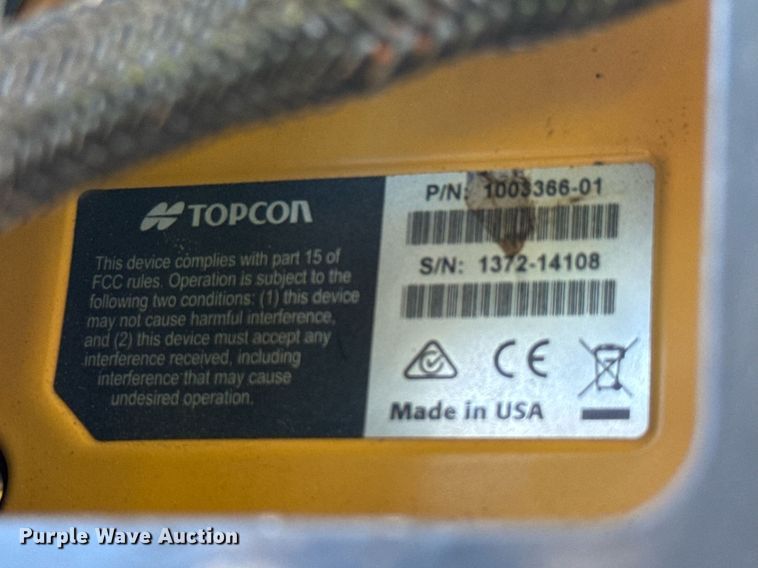 TOPCON
This device complies with part 15 of
FCC rules. Operation is subject to the
following two conditions: (1) this device
may not cause harmful interference,
and (2) this device must accept any
interference received, including
interference that may cause
undesired operation.
P/N: 1003366-01
S/N: 1372-14108
CE
Made in USA
Purple Wave Auction